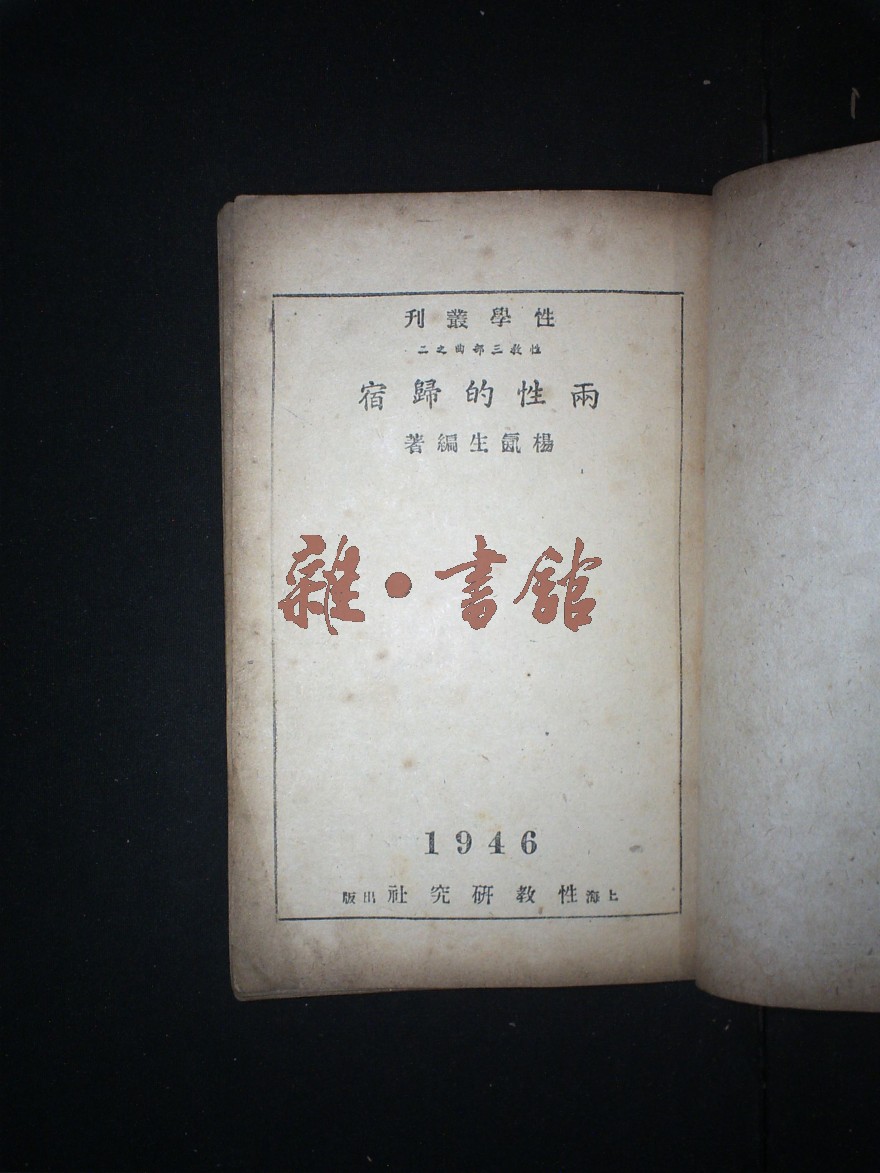 性學叢刊
性教三部曲之二
兩性的歸宿
楊氤生編著
雜·書館
1946
上海性教研究社出版